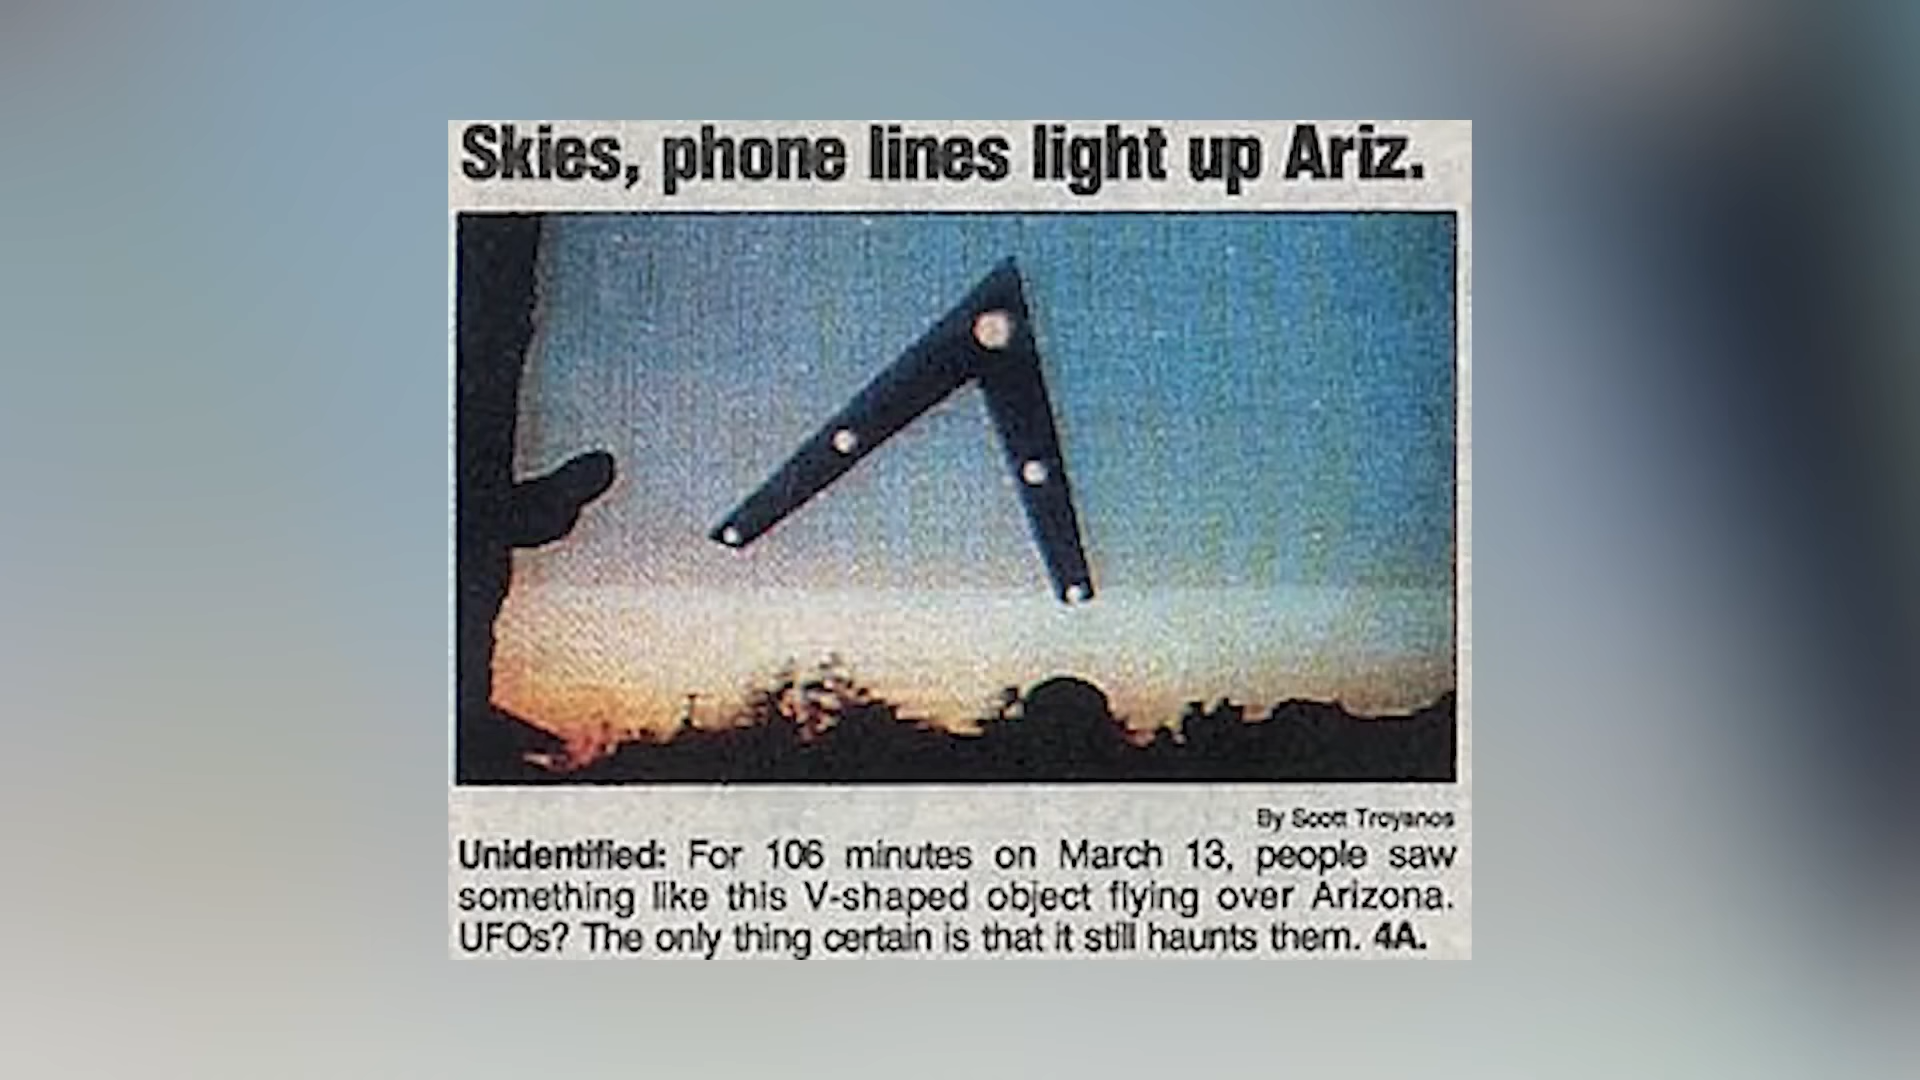 Skies, phone lines light up Ariz.
By Scott Troyanos
Unidentified: For 106 minutes on March 13, people saw
something like this V-shaped object flying over Arizona.
UFOs? The only thing certain is that it still haunts them. 4A.